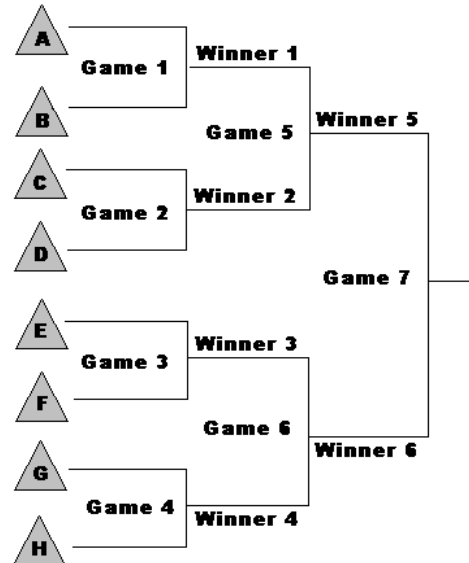 A
Game 1
Winner 1
B
Game 5
Winner 5
C
Game 2
Winner 2
D
Game 7
E
Game 3
Winner 3
F
Game 6
Winner 6
G
Game 4
Winner 4
H